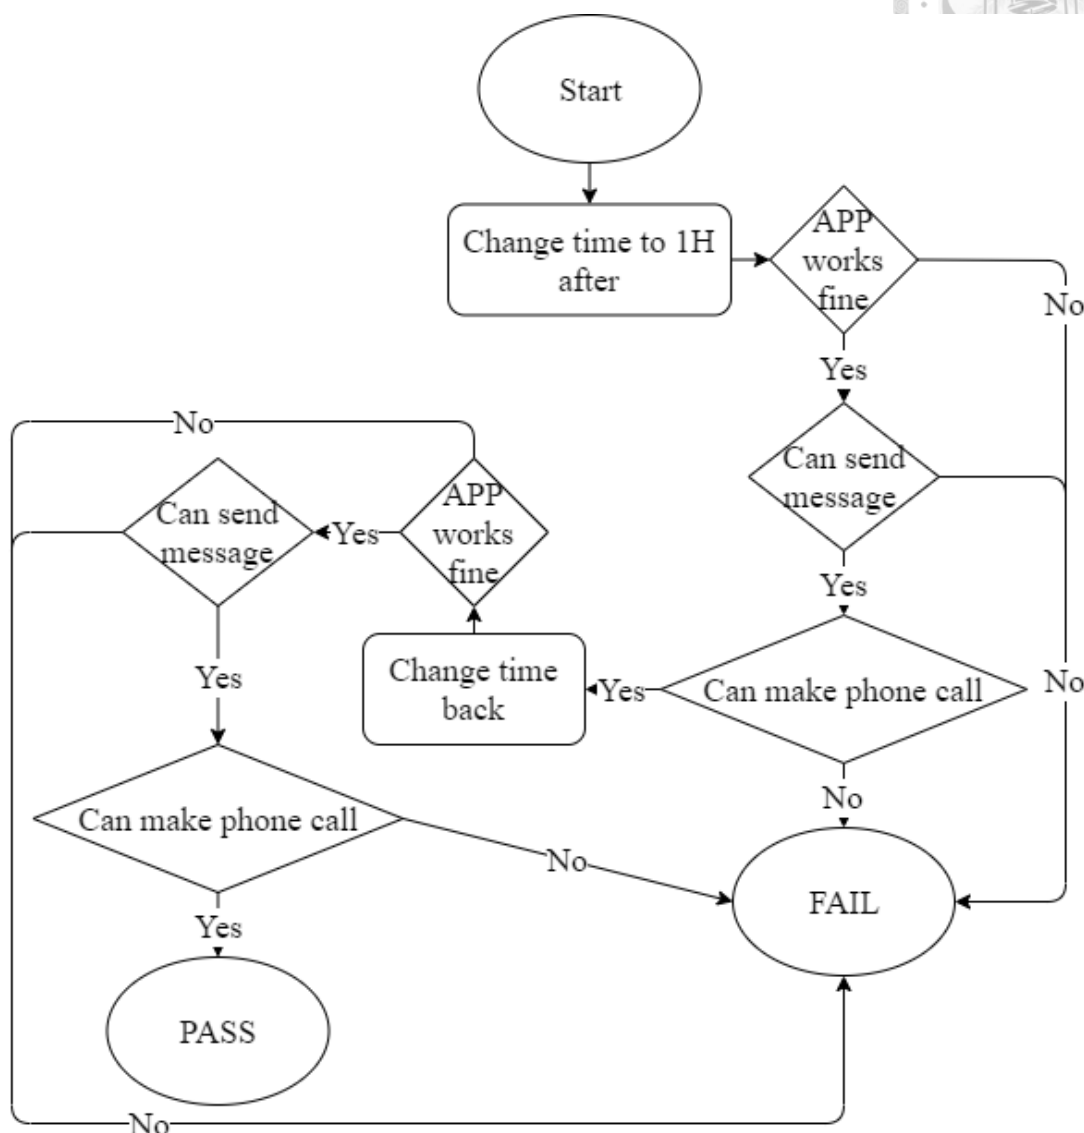 Start
Change time to 1H
after
APP
works
fine
No
Yes
Can send
message
No
Yes
Can make phone call
No
Yes
Change time
back
APP
works
fine
No
Yes
Can send
message
No
Yes
Can make phone call
No
Yes
FAIL
PASS